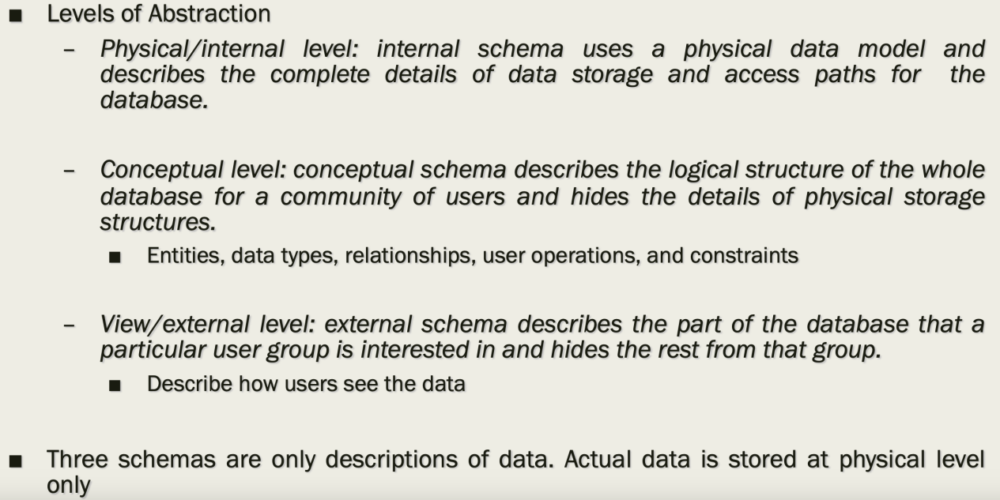 ■ Levels of Abstraction
– Physical/internal level: internal schema uses a physical data model and
describes the complete details of data storage and access paths for the
database.
– Conceptual level: conceptual schema describes the logical structure of the whole
database for a community of users and hides the details of physical storage
structures.
■ Entities, data types, relationships, user operations, and constraints
– View/external level: external schema describes the part of the database that a
particular user group is interested in and hides the rest from that group.
■ Describe how users see the data
■ Three schemas are only descriptions of data. Actual data is stored at physical level
only